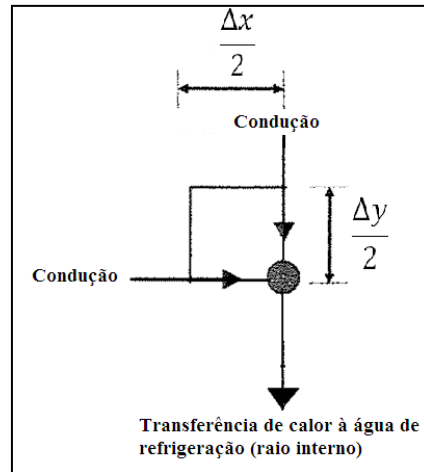 Δx
2
Condução
Δy
2
Condução
Transferência de calor à água de
refrigeração (raio interno)